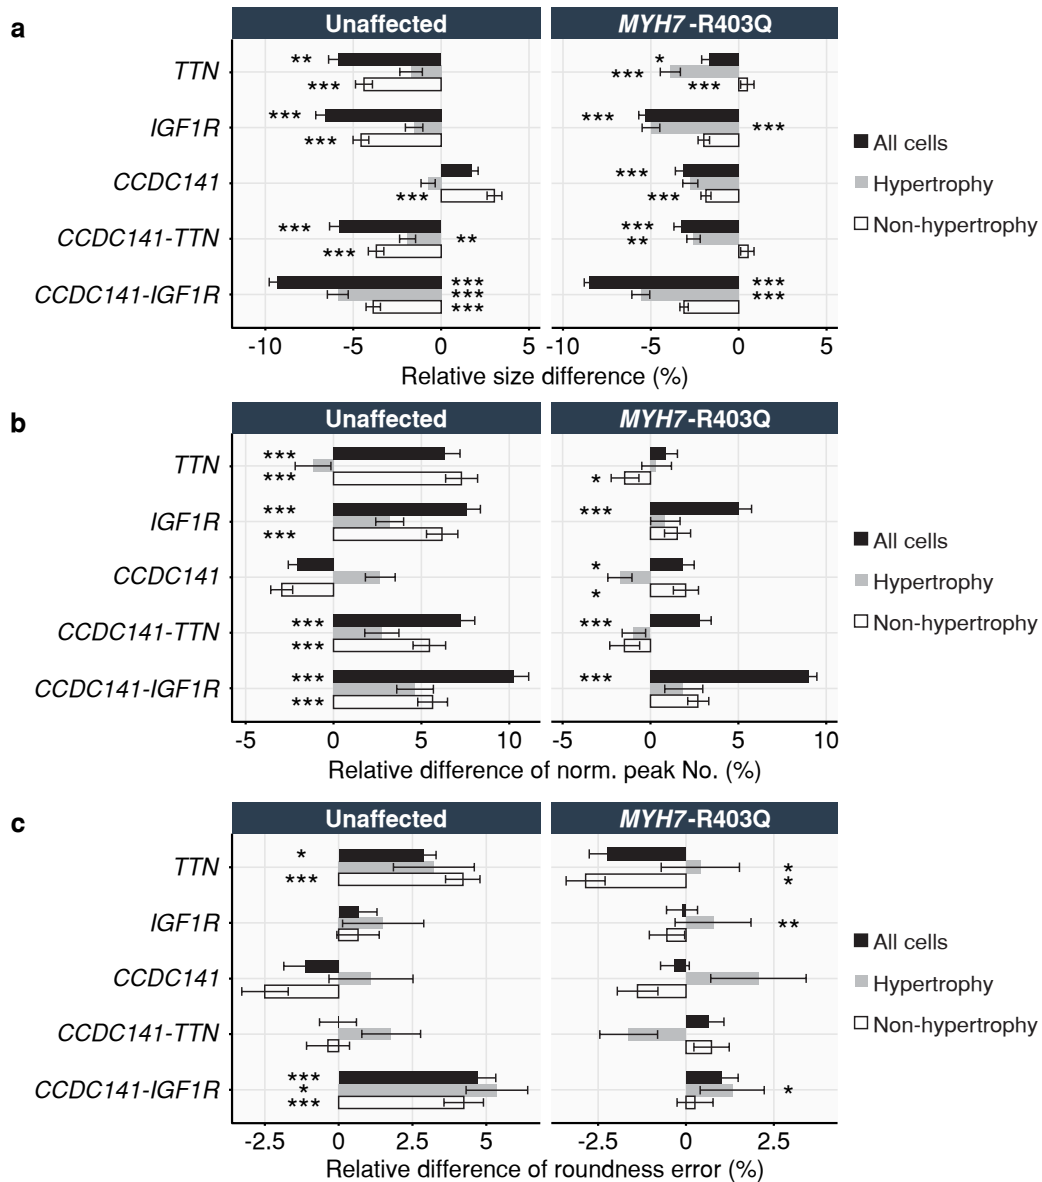 a
Unaffected
MYH7-R403Q
TTN
** 
***
*
***
***
IGF1R
***
***
***
***
CCDC141
***
***
***
CCDC141-TTN
***
**
***
***
**
CCDC141-IGF1R
***
***
***
***
***
-10 -5 0 5
-10 -5 0 5
Relative size difference (%)
All cells
Hypertrophy
Non-hypertrophy
b
Unaffected
MYH7-R403Q
TTN
***
***
*
IGF1R
***
***
***
CCDC141
*
*
CCDC141-TTN
***
***
***
CCDC141-IGF1R
***
***
***
-5 0 5 10
-5 0 5 10
Relative difference of norm. peak No. (%)
All cells
Hypertrophy
Non-hypertrophy
c
Unaffected
MYH7-R403Q
TTN
*
***
*
*
IGF1R
**
CCDC141
CCDC141-TTN
CCDC141-IGF1R
***
*
***
*
-2.5 0 2.5 5
-2.5 0 2.5
Relative difference of roundness error (%)
All cells
Hypertrophy
Non-hypertrophy